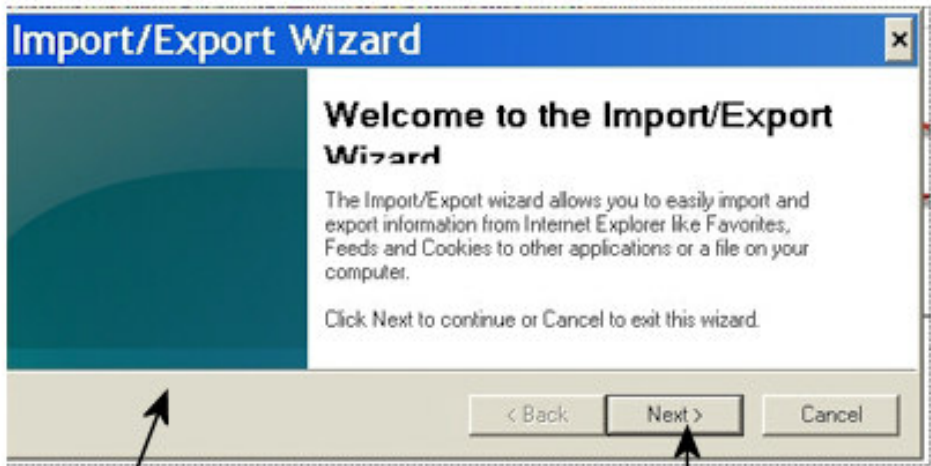 Import/Export Wizard
Welcome to the Import/Export
Wizard
The Import/Export wizard allows you to easily import and
export information from Internet Explorer like Favorites,
Feeds and Cookies to other applications or a file on your
computer.
Click Next to continue or Cancel to exit this wizard.
< Back Next > Cancel